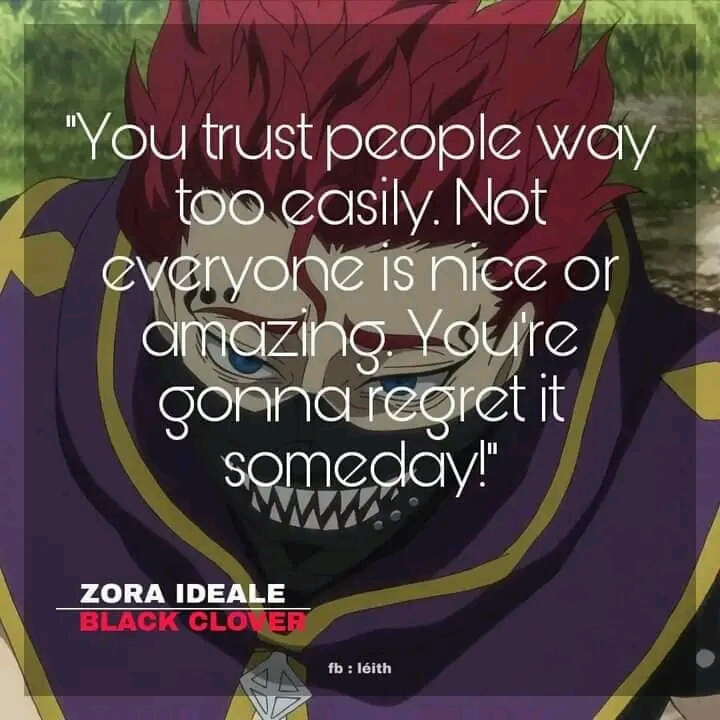 "You trust people way
too easily. Not
everyone is nice or
amazing. You're
gonna regret it
someday!"
ZORA IDEALE
BLACK CLOVER
fb : léith